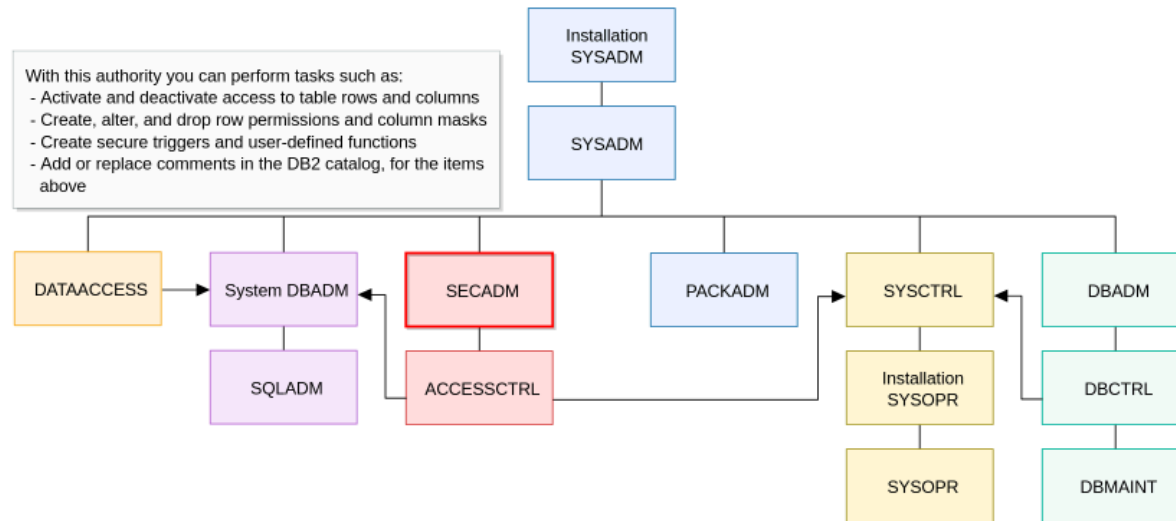 Installation
SYSADM
With this authority you can perform tasks such as:
- Activate and deactivate access to table rows and columns
- Create, alter, and drop row permissions and column masks
- Create secure triggers and user-defined functions
- Add or replace comments in the DB2 catalog, for the items
above
SYSADM
DATAACCESS
System DBADM
SECADM
PACKADM
SYSCTRL
DBADM
SQLADM
ACCESSCTRL
Installation
SYSOPR
DBCTRL
SYSOPR
DBMAINT